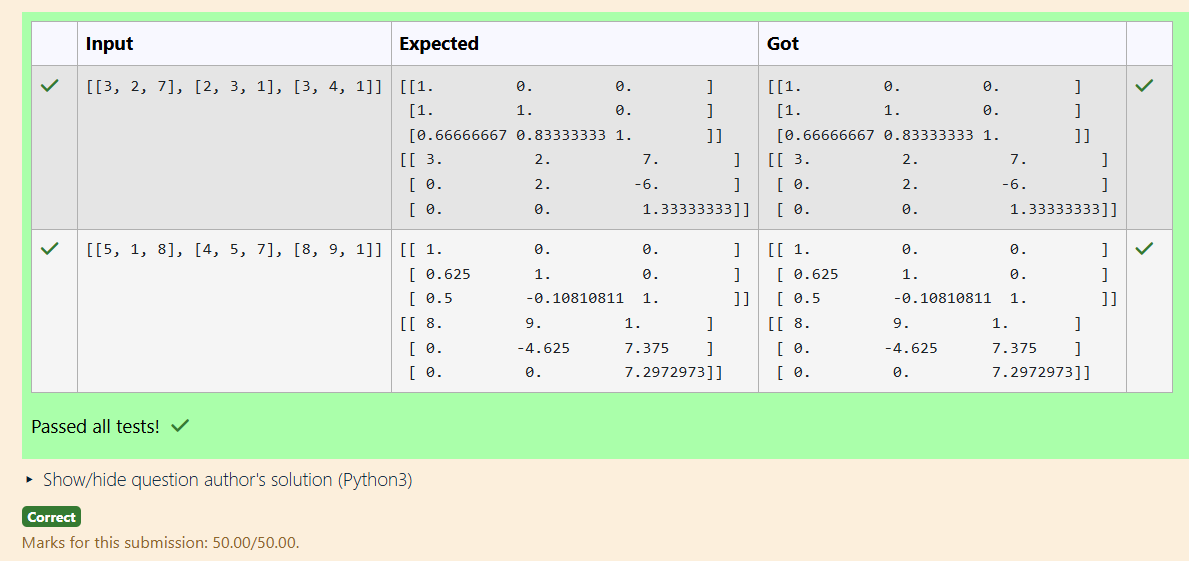 Input Expected Got
[[3, 2, 7], [2, 3, 1], [3, 4, 1]] [[1. 0. 0. ] [[1. 0. 0. ]
[1. 1. 0. ] [1. 1. 0. ]
[0.66666667 0.83333333 1. ]] [0.66666667 0.83333333 1. ]]
[[ 3. 2. 7. ] [[ 3. 2. 7. ]
[ 0. 2. -6. ] [ 0. 2. -6. ]
[ 0. 0. 1.33333333]] [ 0. 0. 1.33333333]]
[[5, 1, 8], [4, 5, 7], [8, 9, 1]] [[ 1. 0. 0. ] [[ 1. 0. 0. ]
[ 0.625 1. 0. ] [ 0.625 1. 0. ]
[ 0.5 -0.10810811 1. ]] [ 0.5 -0.10810811 1. ]]
[[ 8. 9. 1. ] [[ 8. 9. 1. ]
[ 0. -4.625 7.375 ] [ 0. -4.625 7.375 ]
[ 0. 0. 7.2972973]] [ 0. 0. 7.2972973]]
Passed all tests!
Show/hide question author's solution (Python3)
Correct
Marks for this submission: 50.00/50.00.